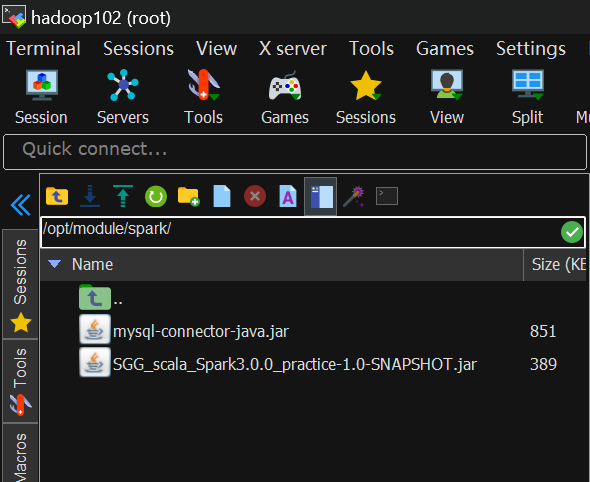 hadoop102 (root)
Terminal Sessions View X server Tools Games Settings
Session Servers Tools Games Sessions View Split
Quick connect...
/opt/module/spark/
Name Size (KB
..
mysql-connector-java.jar 851
SGG_scala_Spark3.0.0_practice-1.0-SNAPSHOT.jar 389
Sessions
Tools
Macros